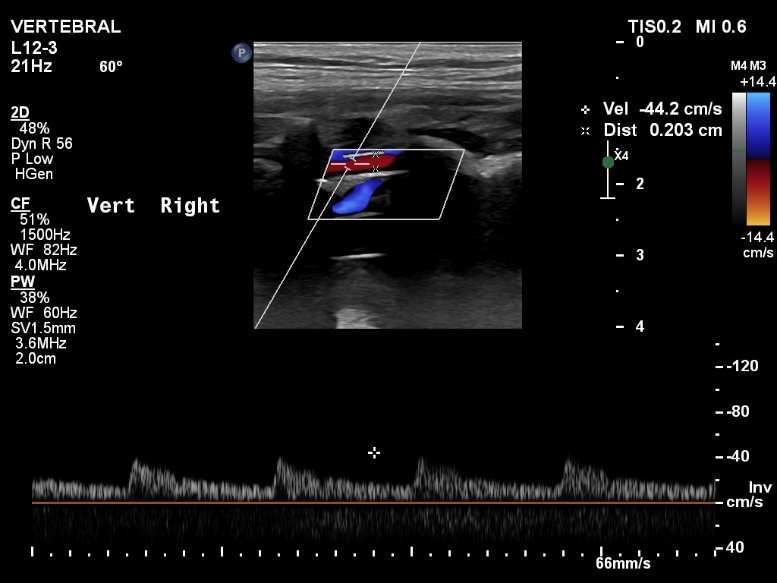 VERTEBRAL
TIS0.2 MI 0.6
L12-3
21Hz 60°
P
0
M4 M3
+14.4
Vel -44.2 cm/s
Dist 0.203 cm
2D
48%
Dyn R 56
P Low
HGen
X4
2
CF
51%
1500Hz
WF 82Hz
4.0MHz
Vert Right
-14.4
cm/s
3
PW
38%
WF 60Hz
SV1.5mm
3.6MHz
2.0cm
4
-120
-80
-40
Inv
cm/s
40
66mm/s